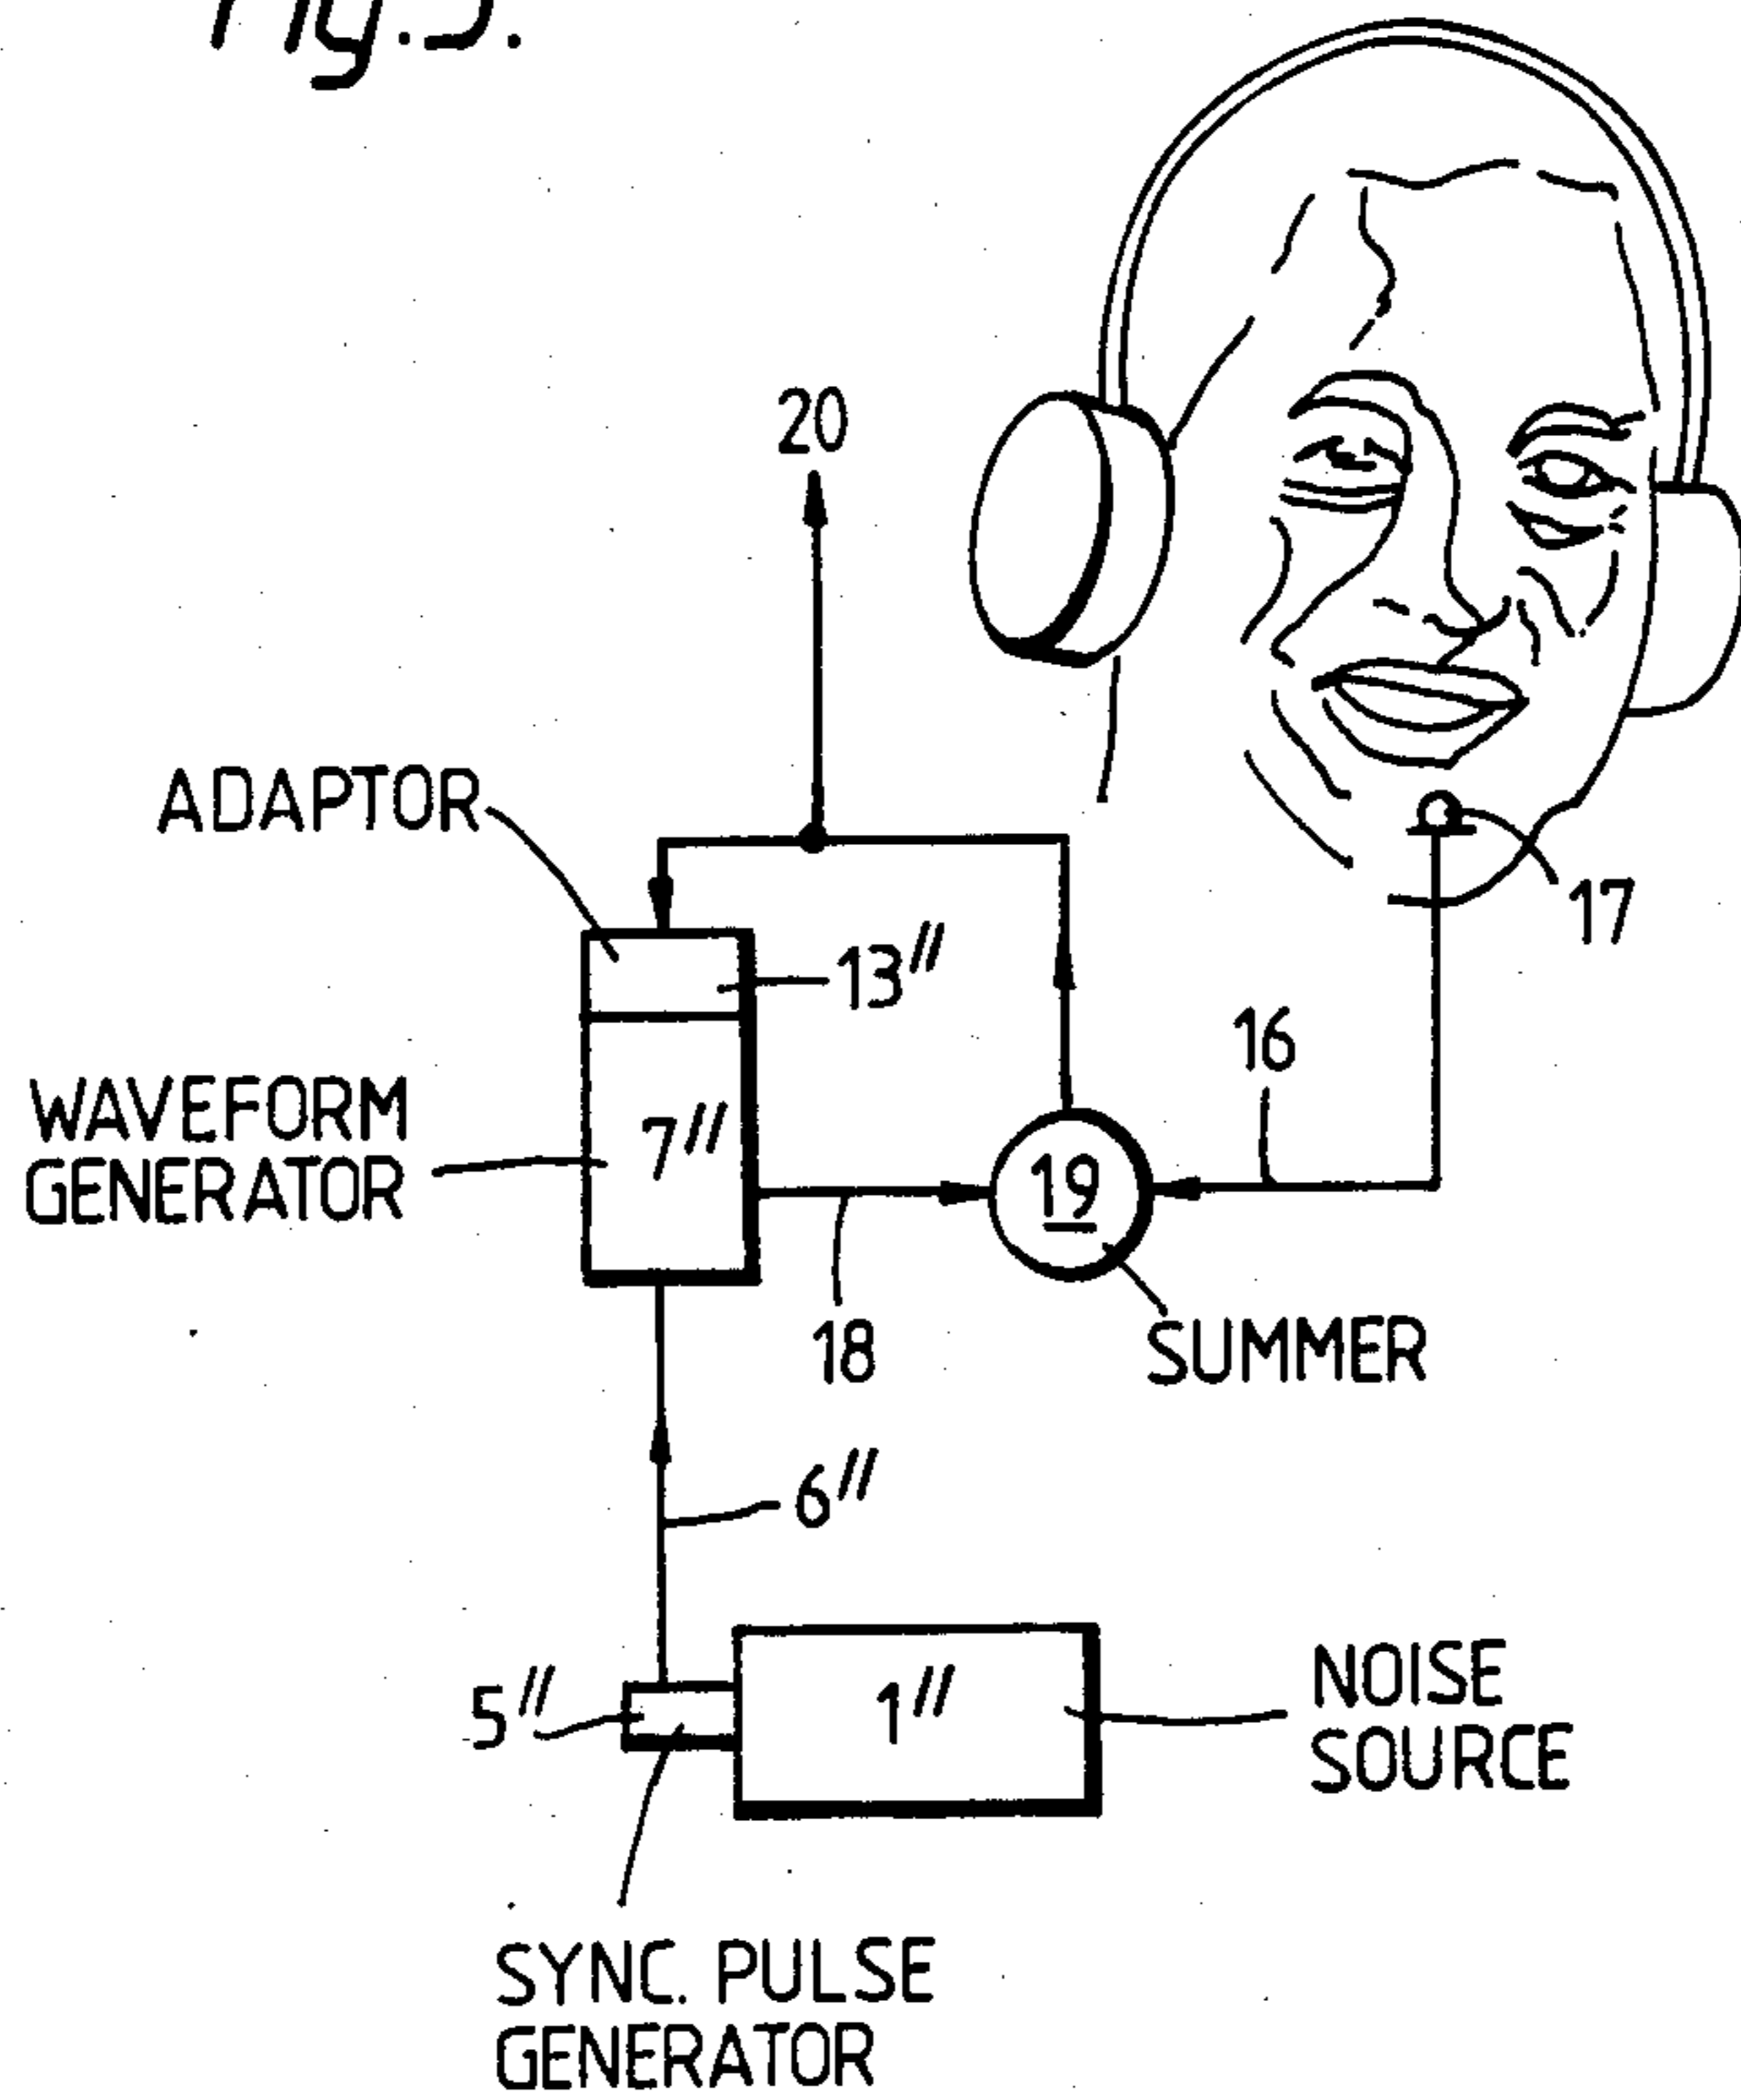 Fig.5.
20
ADAPTOR
17
13″
16
WAVEFORM
GENERATOR
7″
19
18
SUMMER
6″
5″
1″
NOISE
SOURCE
SYNC. PULSE
GENERATOR